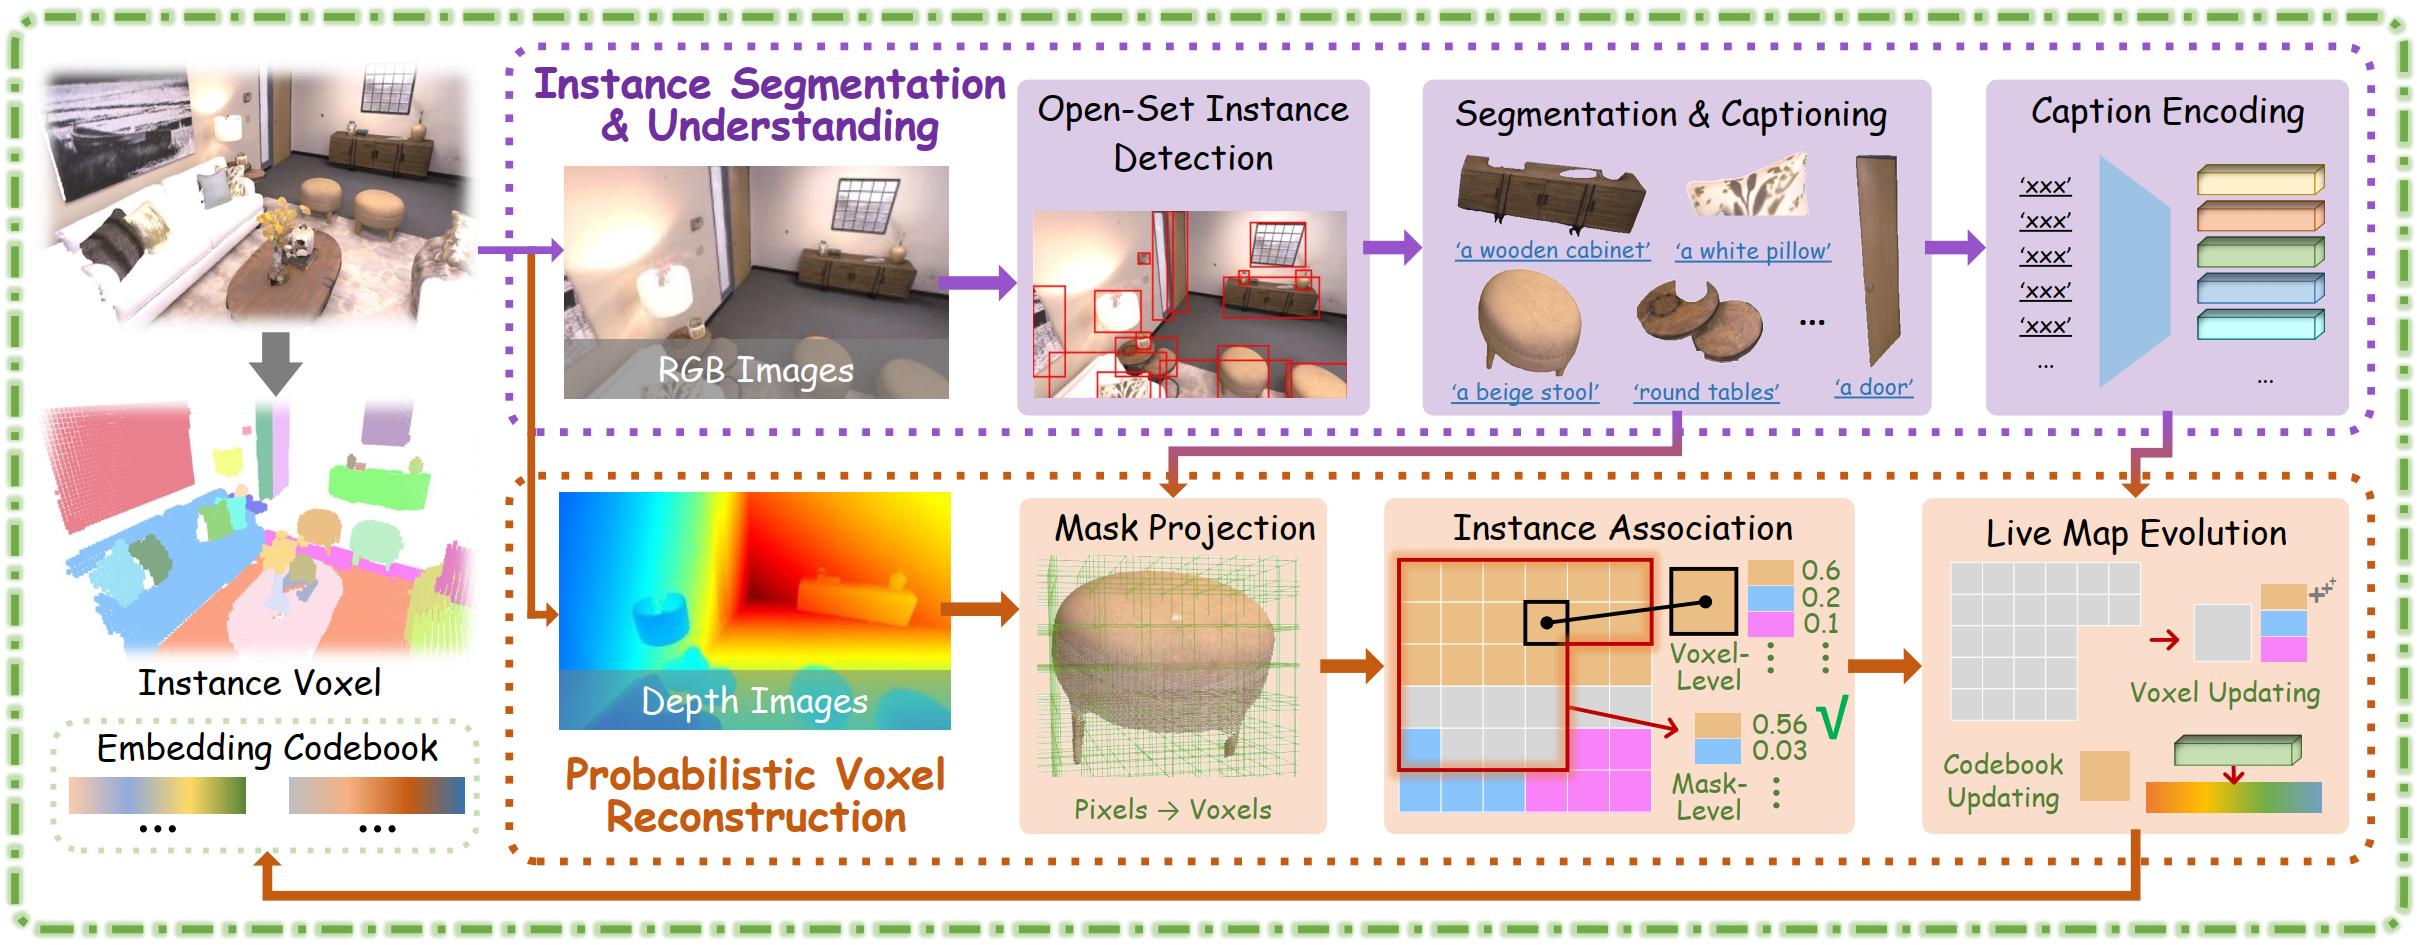 Instance Segmentation
& Understanding
RGB Images
Open-Set Instance
Detection
Segmentation & Captioning
‘a wooden cabinet’
‘a white pillow’
‘a beige stool’
‘round tables’
...
‘a door’
Caption Encoding
‘xxx’
‘xxx’
‘xxx’
‘xxx’
‘xxx’
...
...
Instance Voxel
Embedding Codebook
...
...
Depth Images
Probabilistic Voxel
Reconstruction
Mask Projection
Pixels → Voxels
Instance Association
0.6
0.2
0.1
Voxel-
Level
⋮
⋮
0.56
0.03
√
Mask-
Level
⋮
Live Map Evolution
+++
Voxel Updating
Codebook
Updating